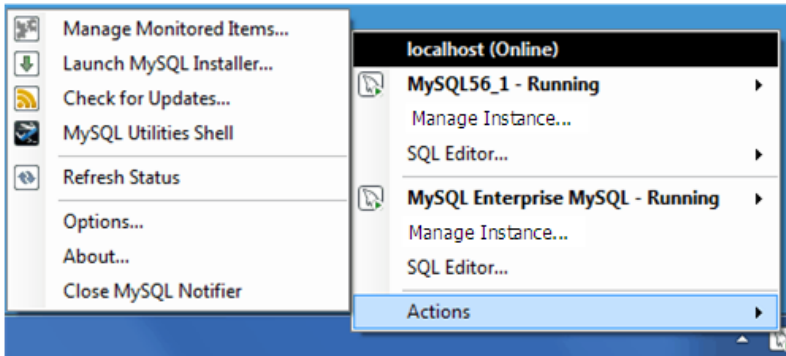 Manage Monitored Items...
Launch MySQL Installer...
Check for Updates...
MySQL Utilities Shell
Refresh Status
Options...
About...
Close MySQL Notifier
localhost (Online)
MySQL56_1 - Running
Manage Instance...
SQL Editor...
MySQL Enterprise MySQL - Running
Manage Instance...
SQL Editor...
Actions